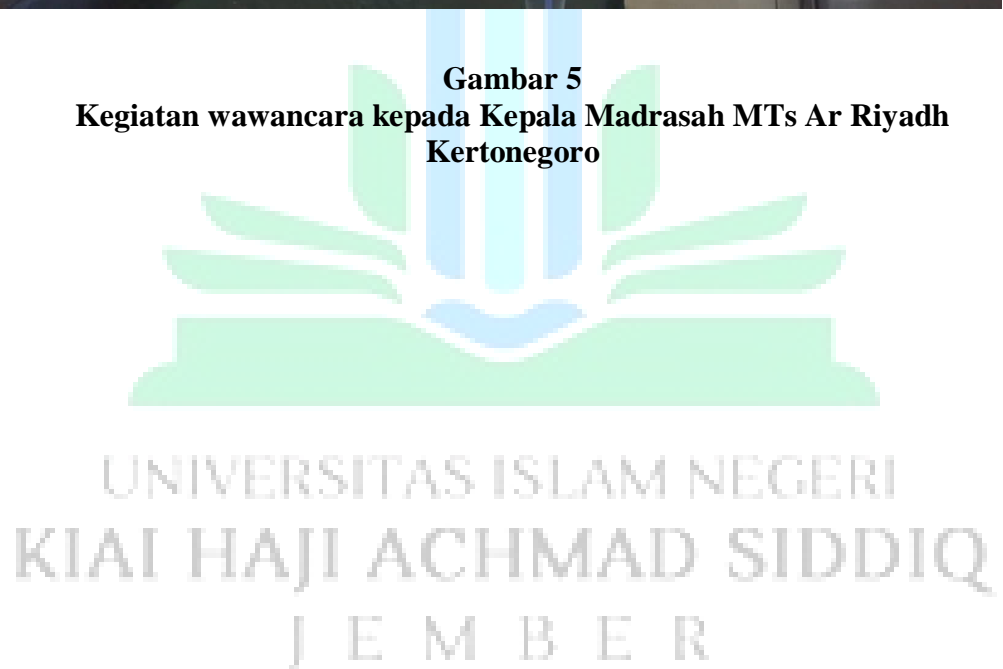 Gambar 5
Kegiatan wawancara kepada Kepala Madrasah MTs Ar Riyadh
Kertonegoro
UNIVERSITAS ISLAM NEGERI
KIAI HAJI ACHMAD SIDDIQ
J E M B E R